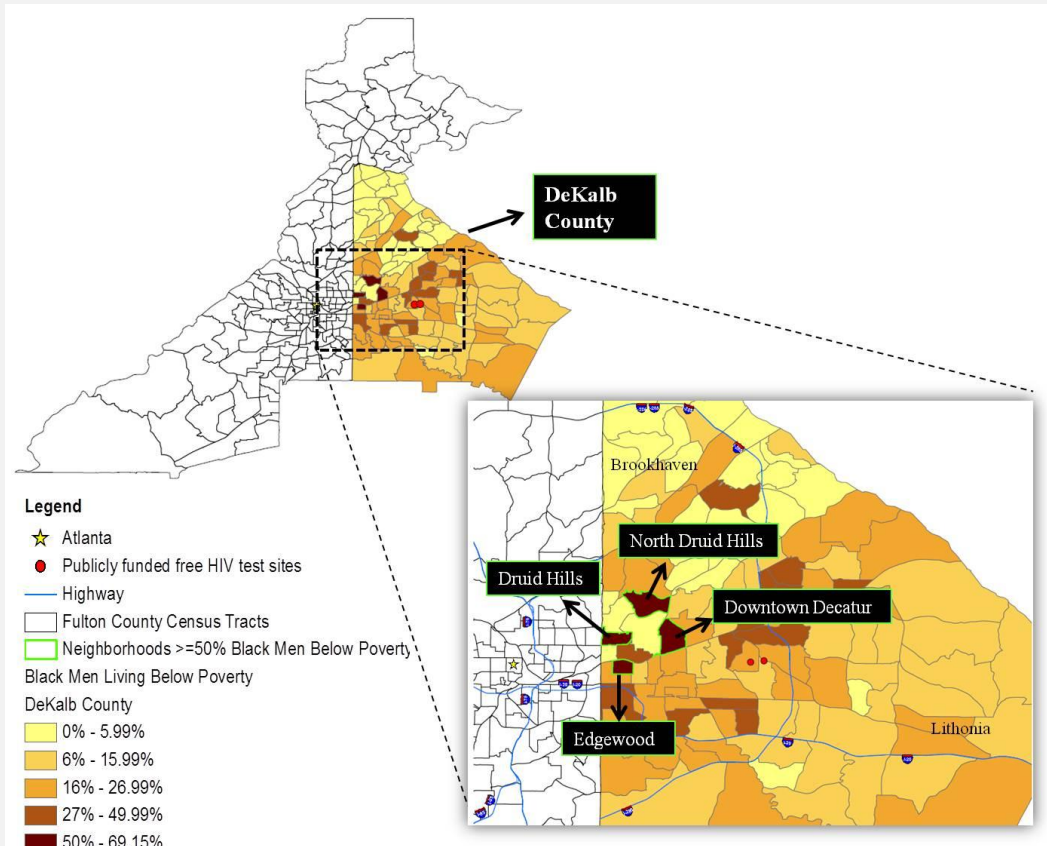 DeKalb
County
Brookhaven
North Druid Hills
Druid Hills
Downtown Decatur
Edgewood
Lithonia
Legend
Atlanta
Publicly funded free HIV test sites
Highway
Fulton County Census Tracts
Neighborhoods >=50% Black Men Below Poverty
Black Men Living Below Poverty
DeKalb County
0% - 5.99%
6% - 15.99%
16% - 26.99%
27% - 49.99%
50% - 69.15%